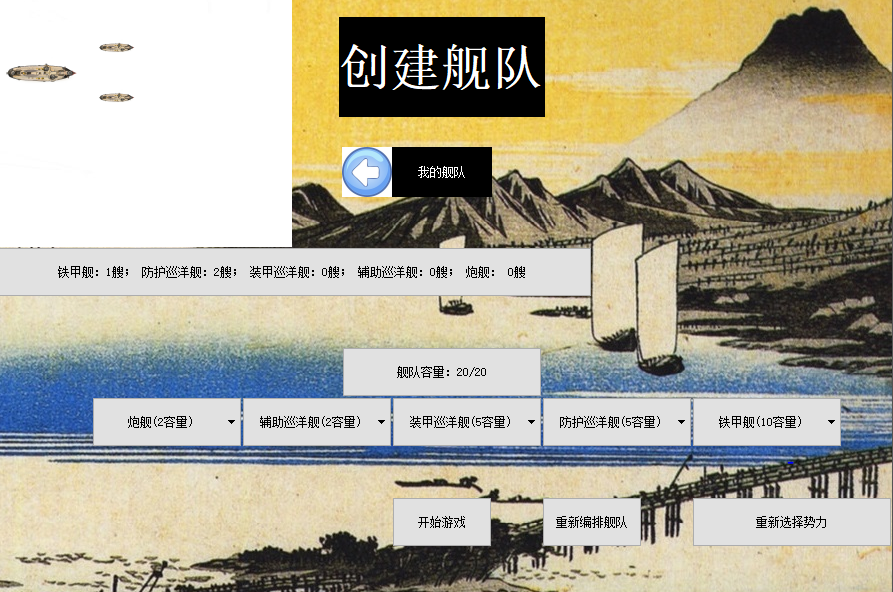 创建舰队
我的舰队
铁甲舰：1艘； 防护巡洋舰：2艘； 装甲巡洋舰：0艘； 辅助巡洋舰：0艘； 炮舰： 0艘
舰队容量：20/20
炮舰(2容量) 辅助巡洋舰(2容量) 装甲巡洋舰(5容量) 防护巡洋舰(5容量) 铁甲舰(10容量)
开始游戏 重新编排舰队 重新选择势力